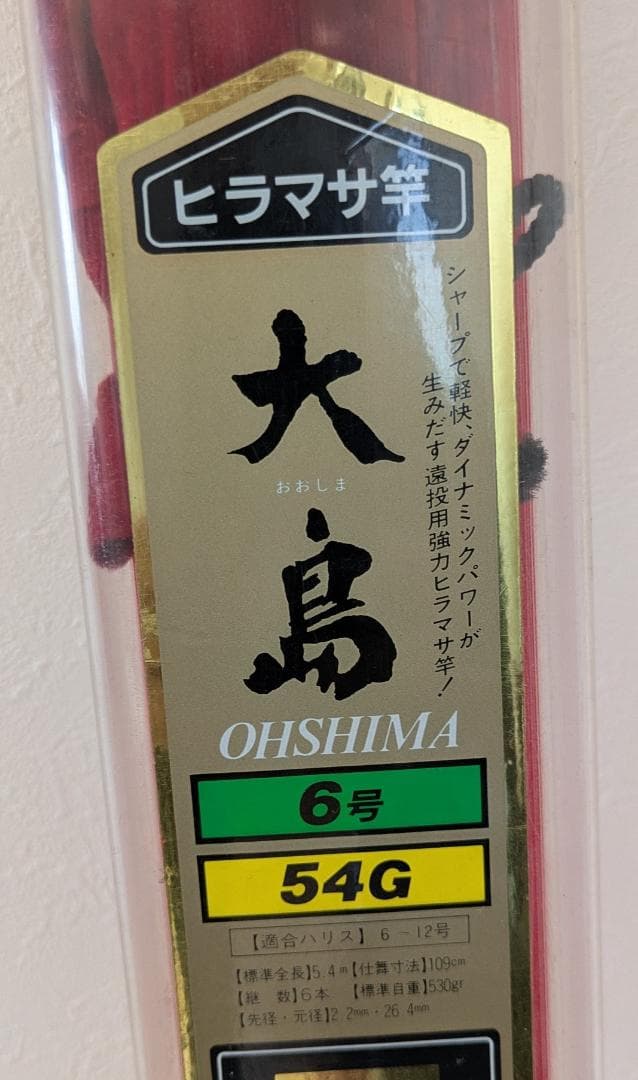 ヒラマサ竿
シャープで軽快、ダイナミックパワーが
生みだす遠投用強力ヒラマサ竿!
大島
おおしま
OHSHIMA
6号
54G
【適合ハリス】6-12号
【標準全長】5.4m【仕舞寸法】109cm
【継 数】6本 【標準自重】530gr
【先径・元径】2.2mm・26.4mm